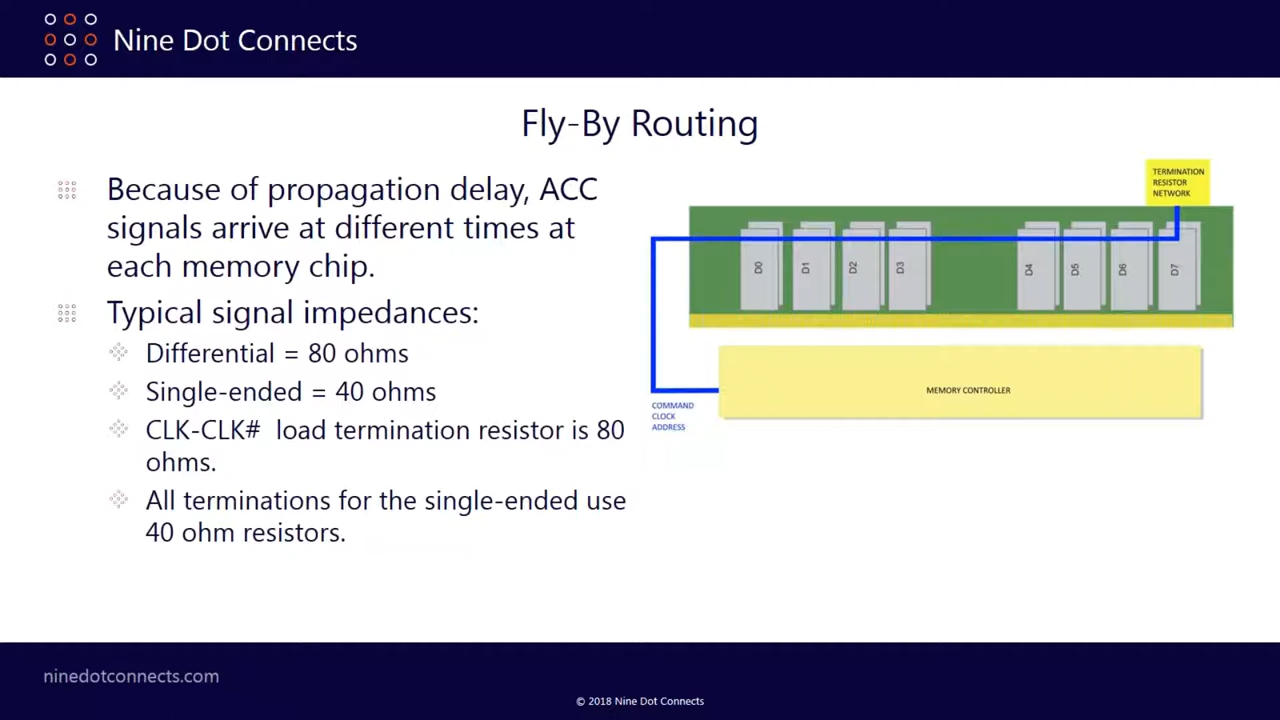 Nine Dot Connects
Fly-By Routing
Because of propagation delay, ACC
signals arrive at different times at
each memory chip.
Typical signal impedances:
Differential = 80 ohms
Single-ended = 40 ohms
CLK-CLK# load termination resistor is 80
ohms.
All terminations for the single-ended use
40 ohm resistors.
TERMINATION
RESISTOR
NETWORK
D0
D1
D2
D3
D4
D5
D6
D7
MEMORY CONTROLLER
COMMAND
CLOCK
ADDRESS
ninedotconnects.com
© 2018 Nine Dot Connects